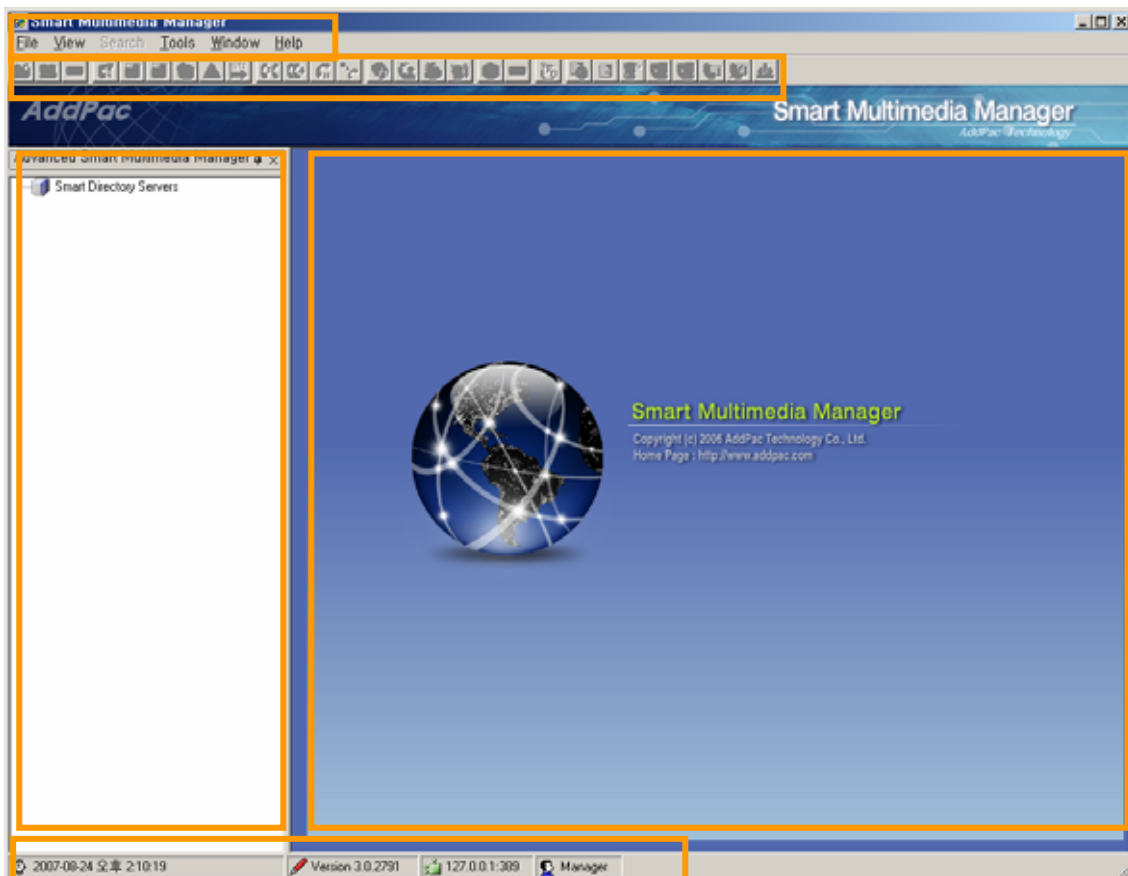 Smart Multimedia Manager
File View Search Tools Window Help
AddPac
Smart Multimedia Manager
AddPac Technology
Advanced Smart Multimedia Manager
Smart Directory Servers
Smart Multimedia Manager
Copyright (c) 2006 AddPac Technology Co., Ltd.
Home Page : http://www.addpac.com
2007-08-24 오후 2:10:19 Version 3.0.2791 127.0.0.1:389 Manager